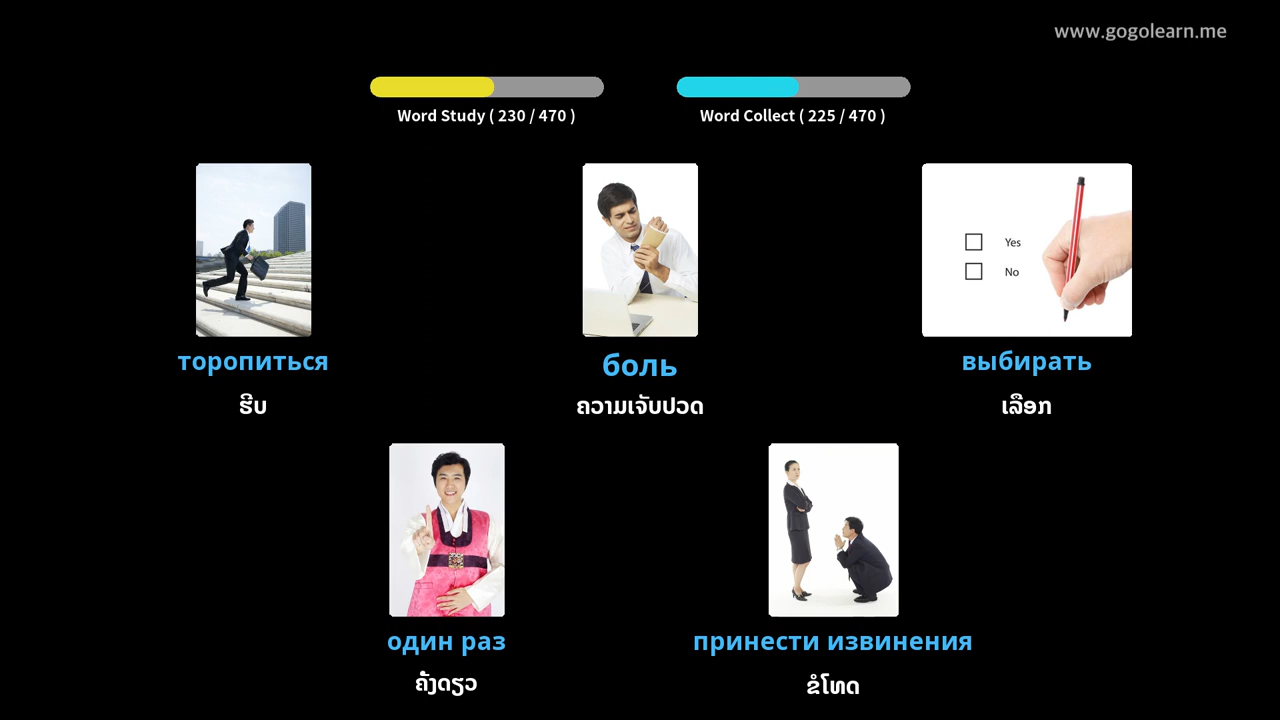 www.gogolearn.me
Word Study ( 230 / 470 )
Word Collect ( 225 / 470 )
Yes
No
торопиться
боль
выбирать
ຮີບ
ຄວາມເຈັບປວດ
ເລືອກ
один раз
принести извинения
ຄັ້ງດຽວ
ຂໍໂທດ